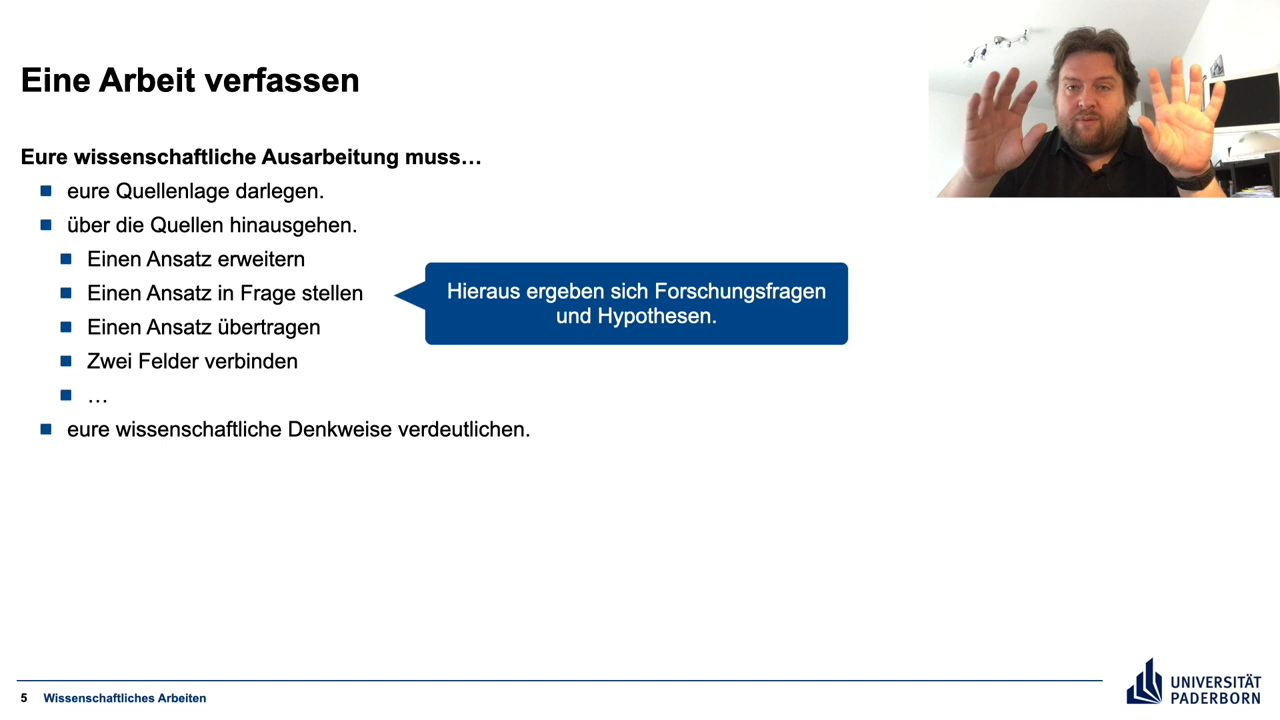 Eine Arbeit verfassen
Eure wissenschaftliche Ausarbeitung muss…
eure Quellenlage darlegen.
über die Quellen hinausgehen.
Einen Ansatz erweitern
Einen Ansatz in Frage stellen
Einen Ansatz übertragen
Zwei Felder verbinden
…
eure wissenschaftliche Denkweise verdeutlichen.
Hieraus ergeben sich Forschungsfragen
und Hypothesen.
5 Wissenschaftliches Arbeiten
UNIVERSITÄT
PADERBORN